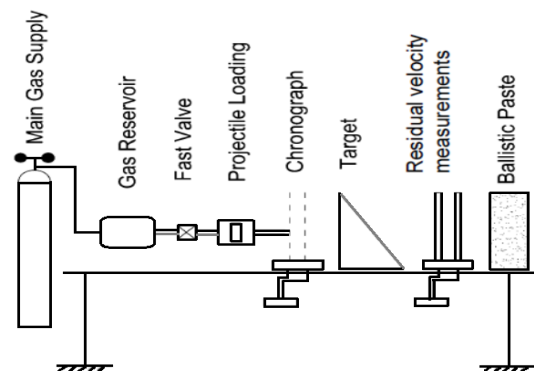 Main Gas Supply
Gas Reservoir
Fast Valve
Projectile Loading
Chronograph
Target
Residual velocity
measurements
Ballistic Paste